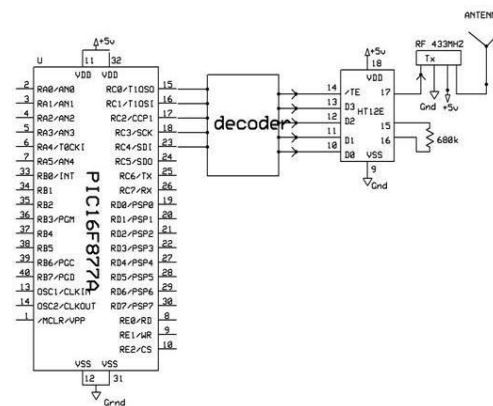 ANTENN
RF 433MHZ
Tx
Gnd
+5v
U
+5v
11 32
VDD VDD
2 RA0/AN0 RC0/T1OSO 15
3 RA1/AN1 RC1/T1OSI 16
4 RA2/AN2 RC2/CCP1 17
5 RA3/AN3 RC3/SCK 18
6 RA4/T0CKI RC4/SDI 23
7 RA5/AN4 RC5/SDO 24
33 RB0/INT RC6/TX 25
34 RB1 RC7/RX 26
35 RB2 RD0/PSP0 19
36 RB3/PGM RD1/PSP1 20
37 RB4 RD2/PSP2 21
38 RB5 RD3/PSP3 22
39 RB6/PGC RD4/PSP4 27
40 RB7/PGD RD5/PSP5 28
13 OSC1/CLKIN RD6/PSP6 29
14 OSC2/CLKOUT RD7/PSP7 30
1 /MCLR/VPP RE0/RD 8
RE1/WR 9
RE2/CS 10
PIC16F877A
VSS VSS
12 31
Grnd
decoder
+5v
18
VDD
14 /TE 17
13 D3 HT12E
12 D2 15
11 D1 16
10 D0 VSS
9
Gnd
680k